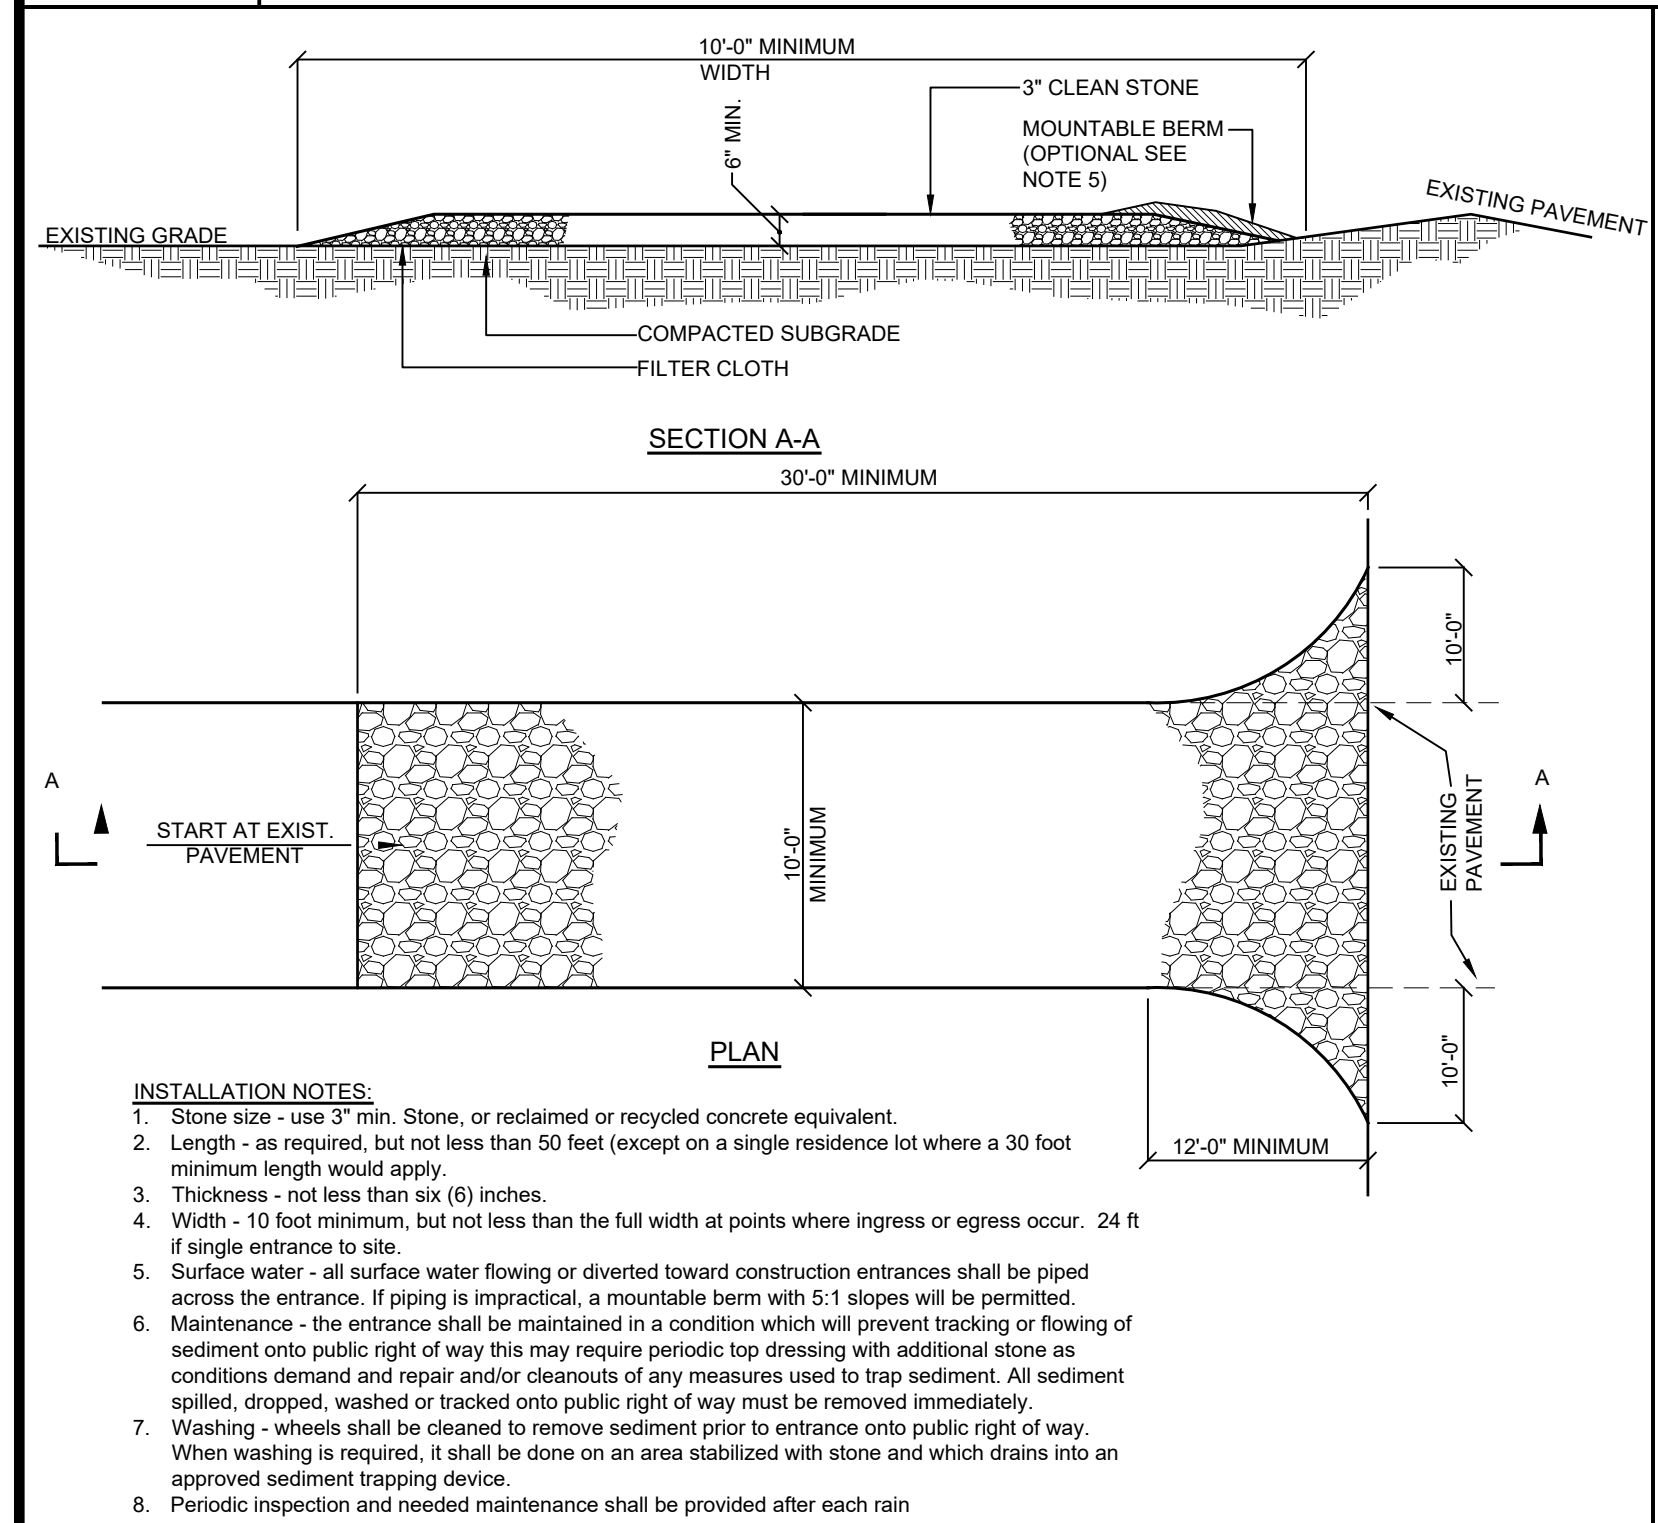 10'-0" MINIMUM
WIDTH
6" MIN.
3" CLEAN STONE
MOUNTABLE BERM
(OPTIONAL SEE
NOTE 5)
EXISTING PAVEMENT
EXISTING GRADE
COMPACTED SUBGRADE
FILTER CLOTH
SECTION A-A
30'-0" MINIMUM
10'-0"
A
START AT EXIST.
PAVEMENT
10'-0"
MINIMUM
EXISTING
PAVEMENT
A
10'-0"
12'-0" MINIMUM
PLAN
INSTALLATION NOTES:
1. Stone size - use 3" min. Stone, or reclaimed or recycled concrete equivalent.
2. Length - as required, but not less than 50 feet (except on a single residence lot where a 30 foot
minimum length would apply.
3. Thickness - not less than six (6) inches.
4. Width - 10 foot minimum, but not less than the full width at points where ingress or egress occur. 24 ft
if single entrance to site.
5. Surface water - all surface water flowing or diverted toward construction entrances shall be piped
across the entrance. If piping is impractical, a mountable berm with 5:1 slopes will be permitted.
6. Maintenance - the entrance shall be maintained in a condition which will prevent tracking or flowing of
sediment onto public right of way this may require periodic top dressing with additional stone as
conditions demand and repair and/or cleanouts of any measures used to trap sediment. All sediment
spilled, dropped, washed or tracked onto public right of way must be removed immediately.
7. Washing - wheels shall be cleaned to remove sediment prior to entrance onto public right of way.
When washing is required, it shall be done on an area stabilized with stone and which drains into an
approved sediment trapping device.
8. Periodic inspection and needed maintenance shall be provided after each rain